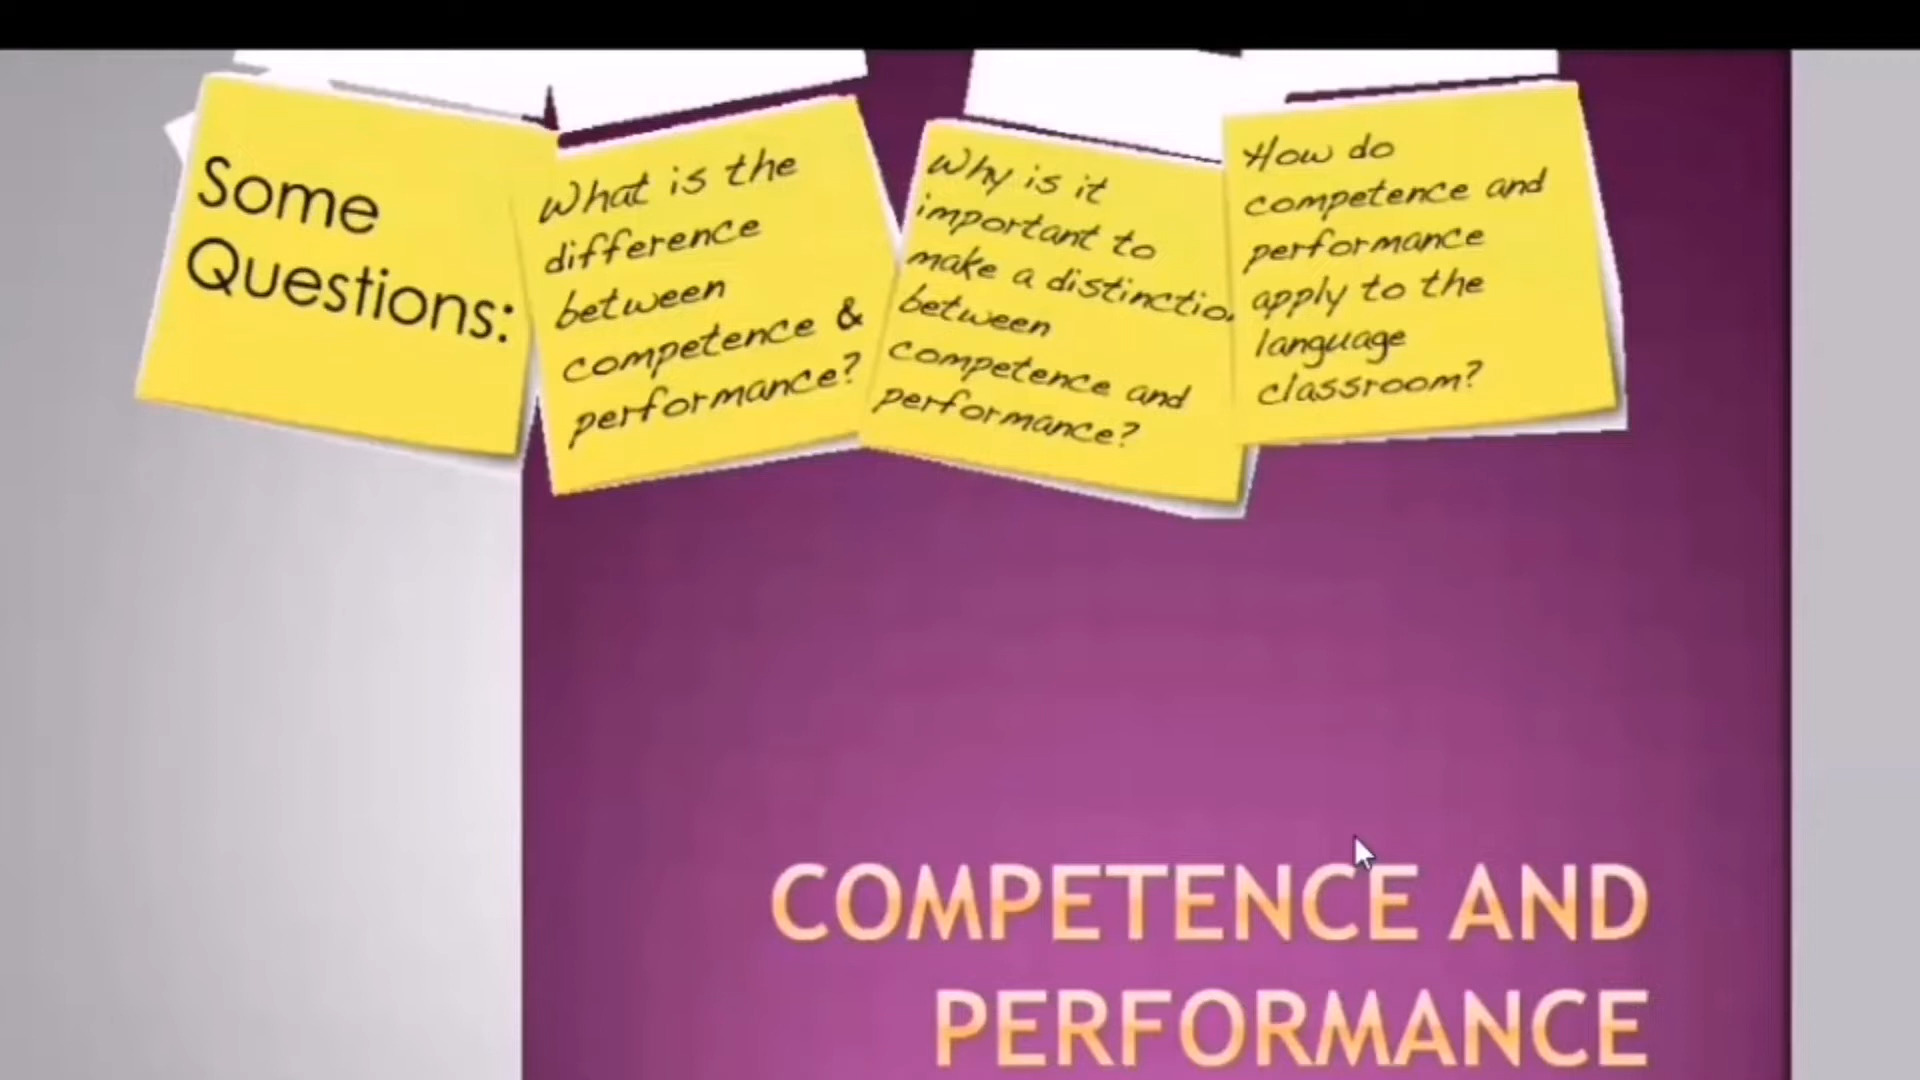 Some
Questions:
What is the
difference
between
competence &
performance?
Why is it
important to
make a distinctio
between
competence and
performance?
How do
competence and
performance
apply to the
language
classroom?
COMPETENCE AND
PERFORMANCE